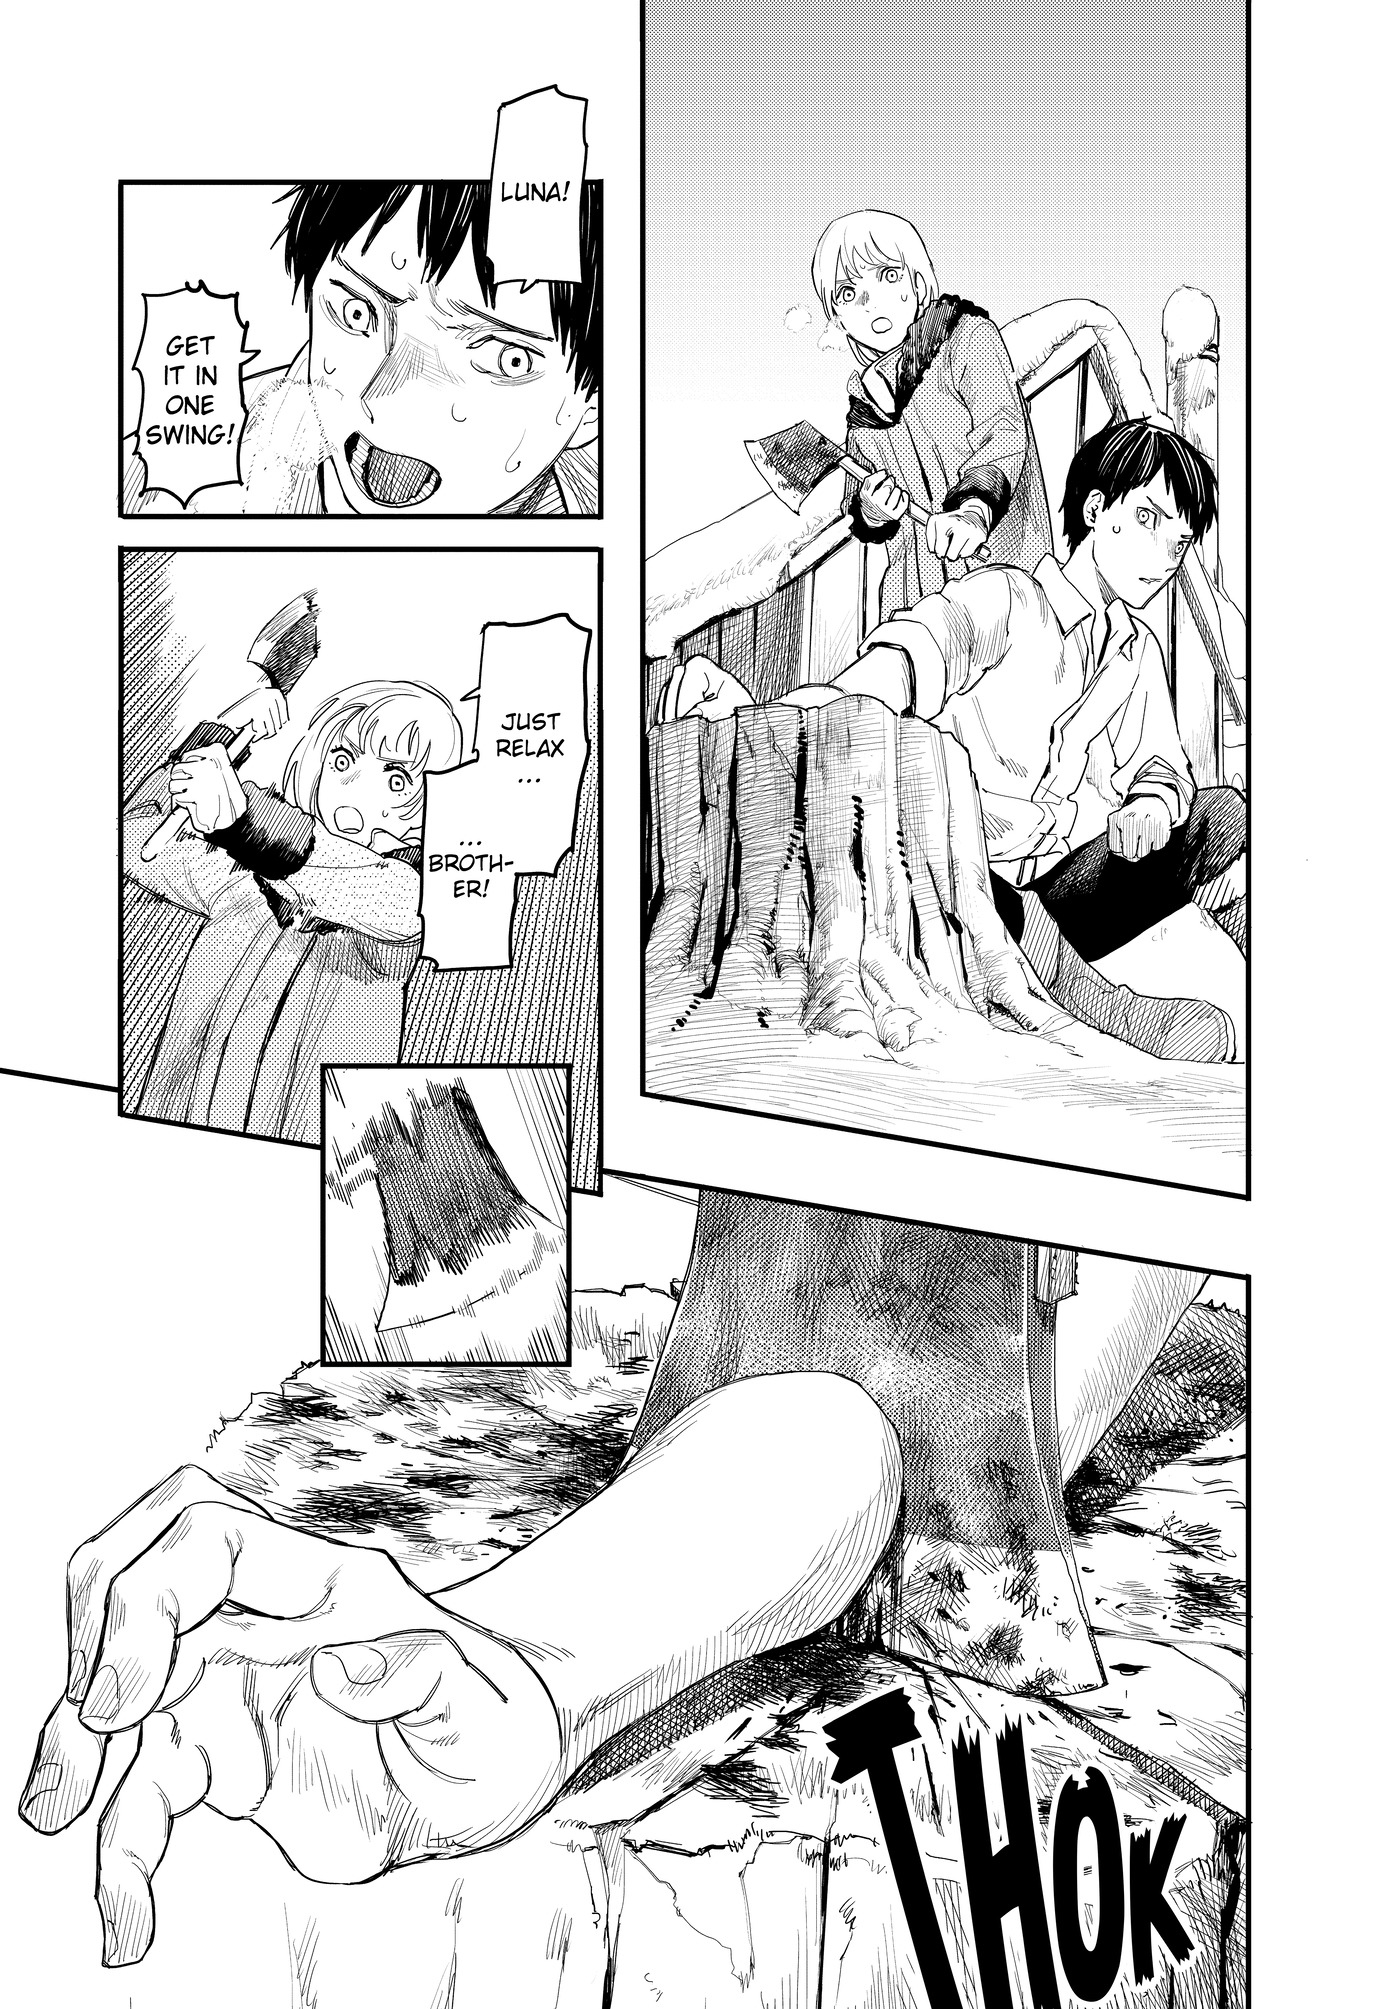 LUNA!
GET
IT IN
ONE
SWING!
JUST
RELAX
...
...
BROTH-
ER!
THOK